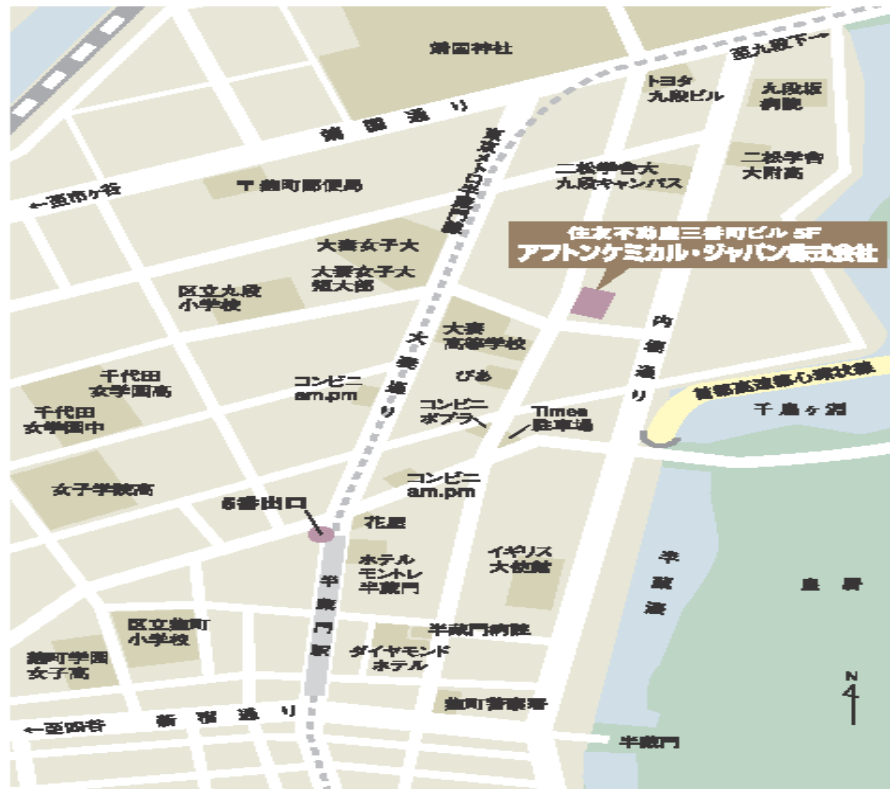 靖国神社
至九段下→
トヨタ
九段ビル
九段坂
病院
靖国通り
東京メトロ半蔵門線
二松学舎大
九段キャンパス
二松学舎
大附高
←至市ヶ谷
〒麹町郵便局
住友不動産三番町ビル 5F
アフトンケミカル・ジャパン株式会社
大妻女子大
大妻女子大
短大部
区立九段
小学校
大妻
高等学校
内堀通り
大妻通り
ぴあ
千代田
女学園高
コンビニ
am.pm
首都高速都心環状線
千代田
女学園中
コンビニ
ポプラ
Times
駐車場
千鳥ヶ淵
女子学院高
コンビニ
am.pm
5番出口
花屋
ホテル
モントレ
半蔵門
イギリス
大使館
半蔵濠
皇居
半蔵門駅
区立麹町
小学校
半蔵門病院
麹町学園
女子高
ダイヤモンド
ホテル
N
麹町警察署
←至四谷
新宿通り
半蔵門